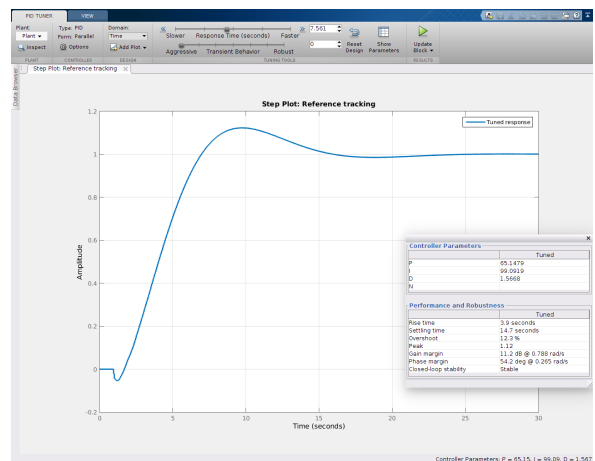 PID TUNER
VIEW
Plant:
Plant
Inspect
PLANT
Type: PID
Form: Parallel
Options
CONTROLLER
Domain:
Time
Add Plot
DESIGN
Slower
Response Time (seconds)
Faster
7.561
Aggressive
Transient Behavior
Robust
0
TUNING TOOLS
Reset
Design
Show
Parameters
Update
Block
RESULTS
Data Browser
Step Plot: Reference tracking
Step Plot: Reference tracking
Tuned response
Amplitude
1.2
1
0.8
0.6
0.4
0.2
0
-0.2
0
5
10
15
20
25
30
Time (seconds)
Controller Parameters
Tuned
P 65.1479
I 99.0919
D 1.5668
N
Performance and Robustness
Tuned
Rise time 3.9 seconds
Settling time 14.7 seconds
Overshoot 12.3 %
Peak 1.12
Gain margin 11.2 dB @ 0.788 rad/s
Phase margin 54.2 deg @ 0.265 rad/s
Closed-loop stability Stable
Controller Parameters: P = 65.15, I = 99.09, D = 1.567